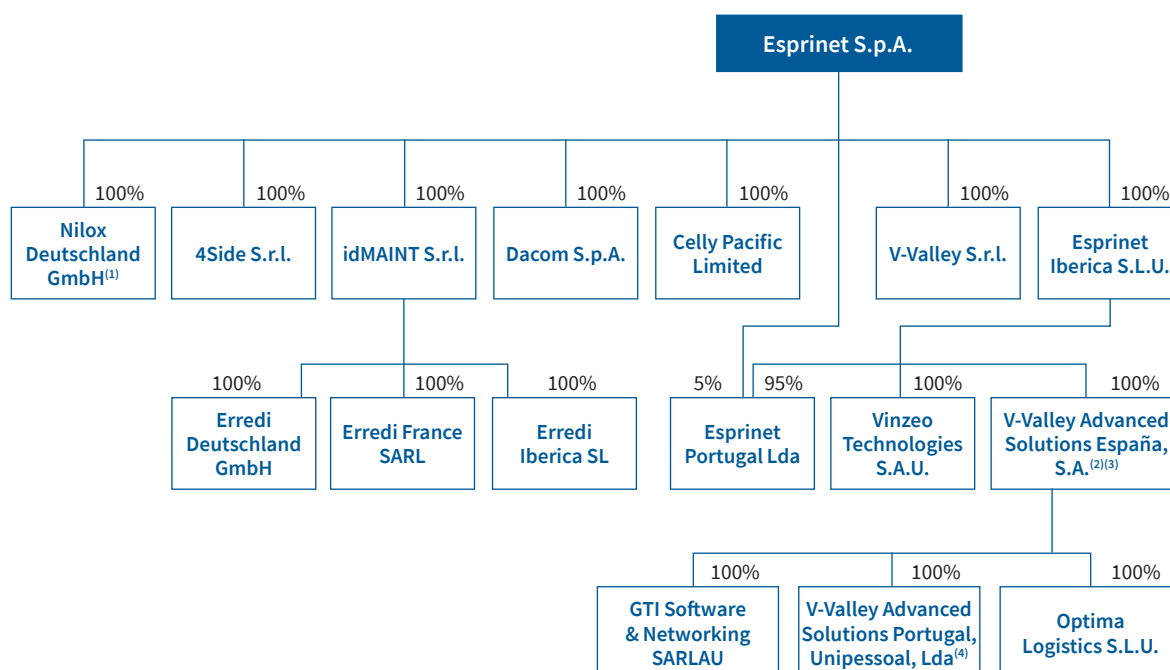 Esprinet S.p.A.
100% 100% 100% 100% 100% 100% 100%
Nilox
Deutschland
GmbH(1)
4Side S.r.l.
idMAINT S.r.l.
Dacom S.p.A.
Celly Pacific
Limited
V-Valley S.r.l.
Esprinet
Iberica S.L.U.
100% 100% 100% 5% 95% 100% 100%
Erredi
Deutschland
GmbH
Erredi France
SARL
Erredi
Iberica SL
Esprinet
Portugal Lda
Vinzeo
Technologies
S.A.U.
V-Valley Advanced
Solutions España,
S.A.(2)(3)
100% 100% 100%
GTI Software
& Networking
SARLAU
V-Valley Advanced
Solutions Portugal,
Unipessoal, Lda(4)
Optima
Logistics S.L.U.